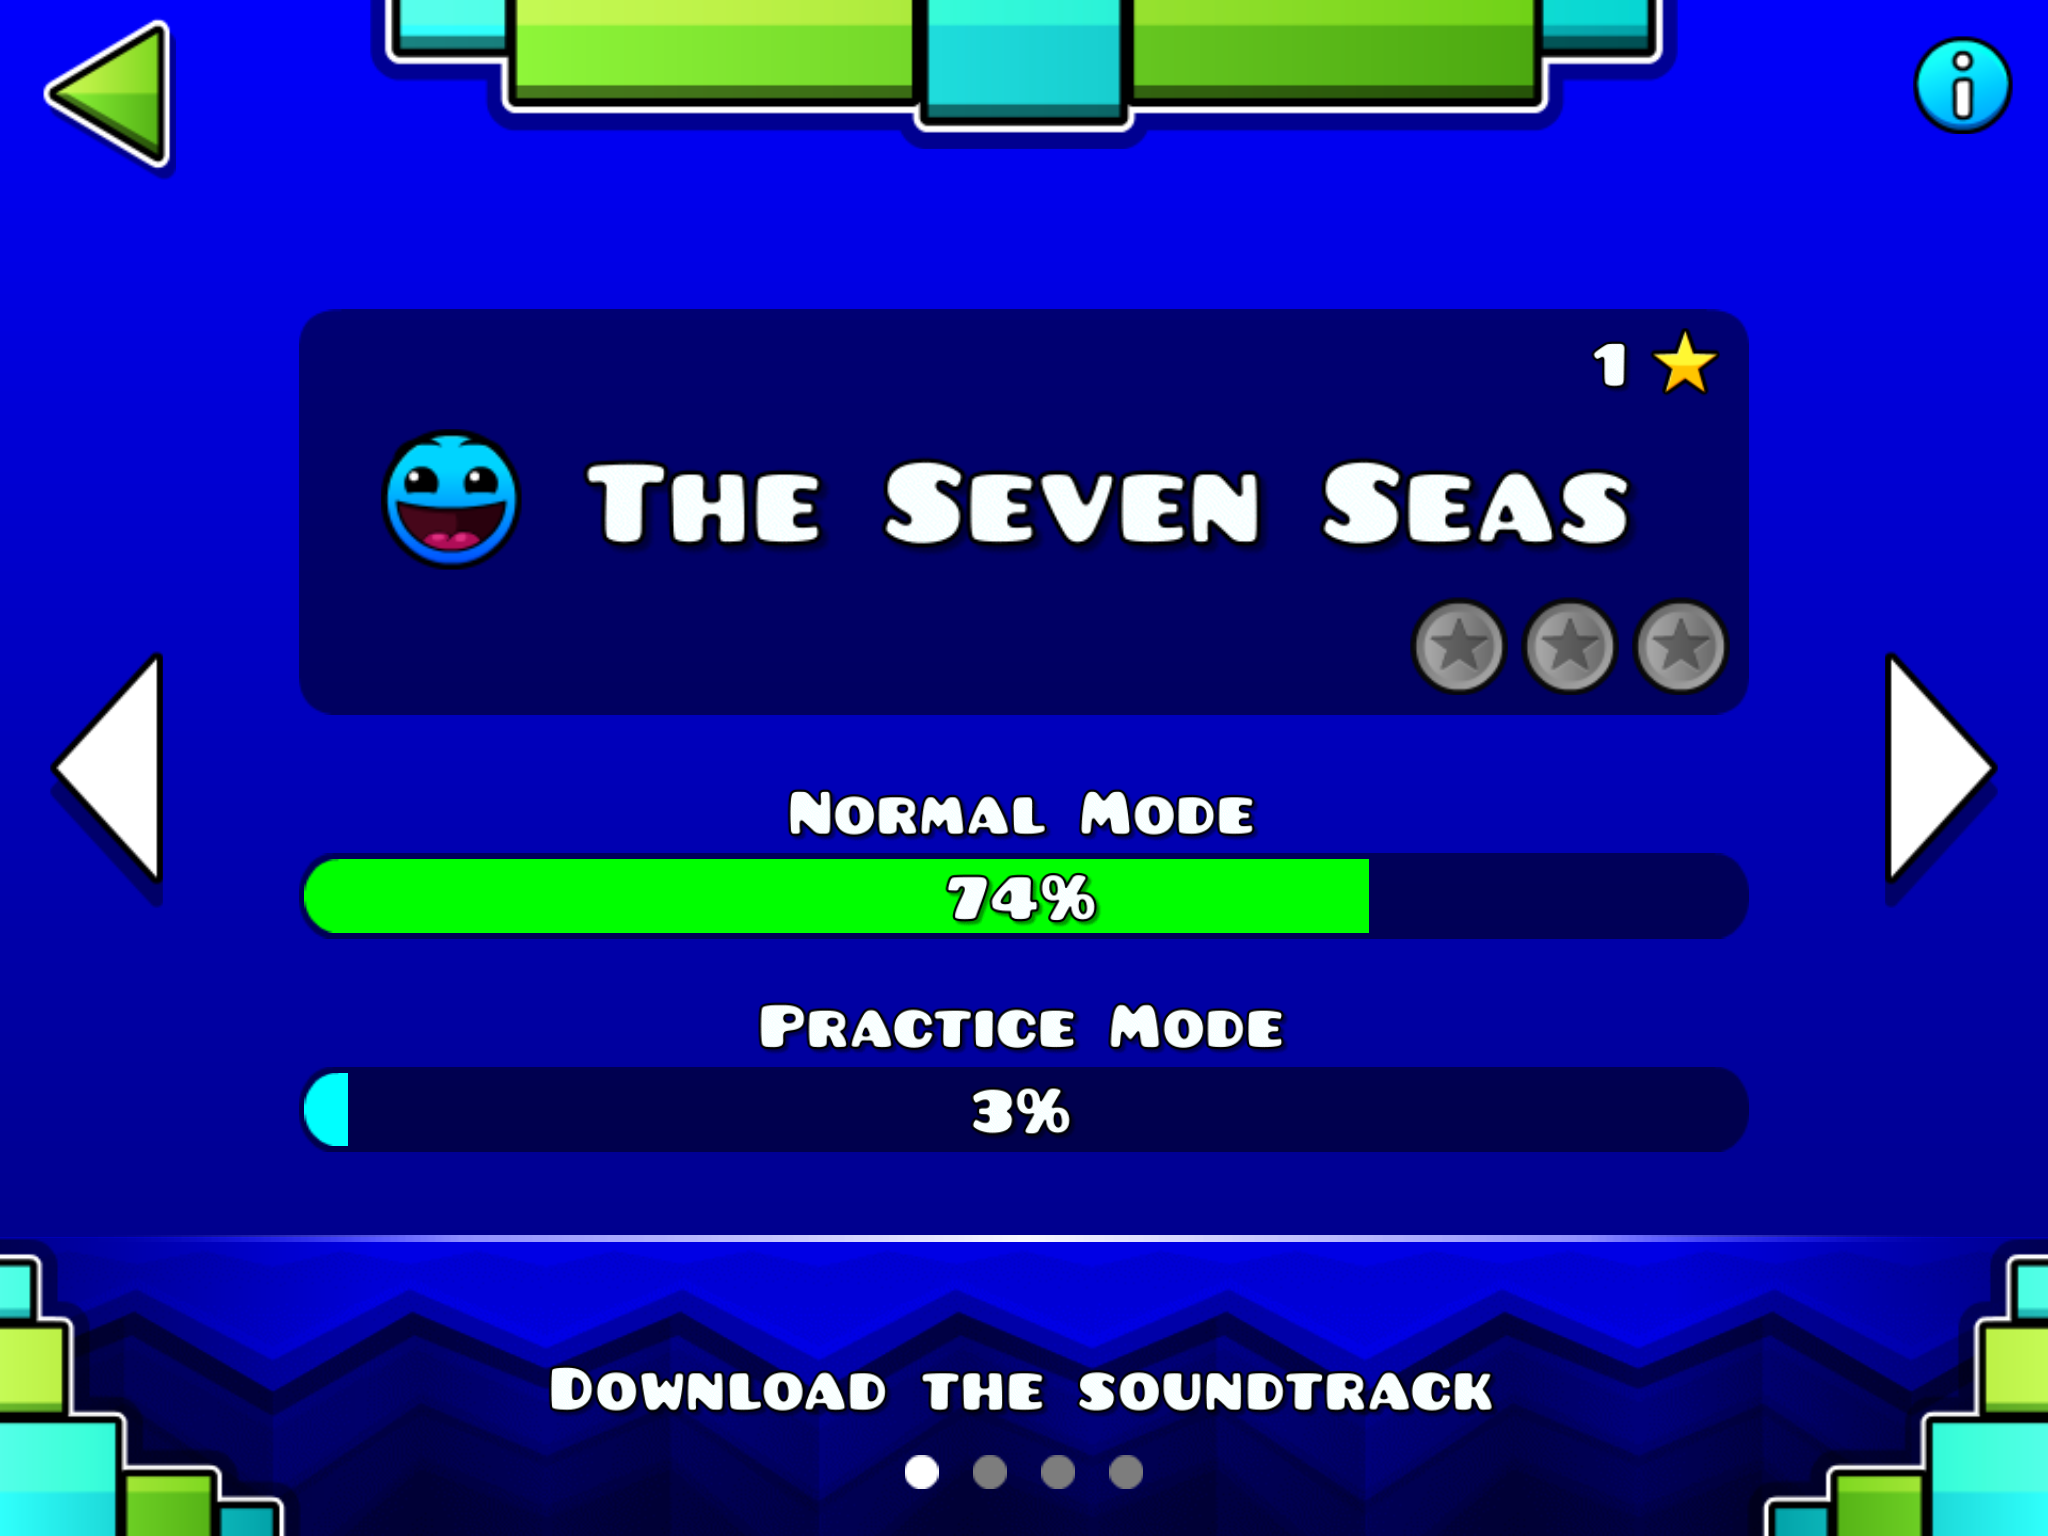 1
The Seven Seas
Normal Mode
74%
Practice Mode
3%
Download the soundtrack